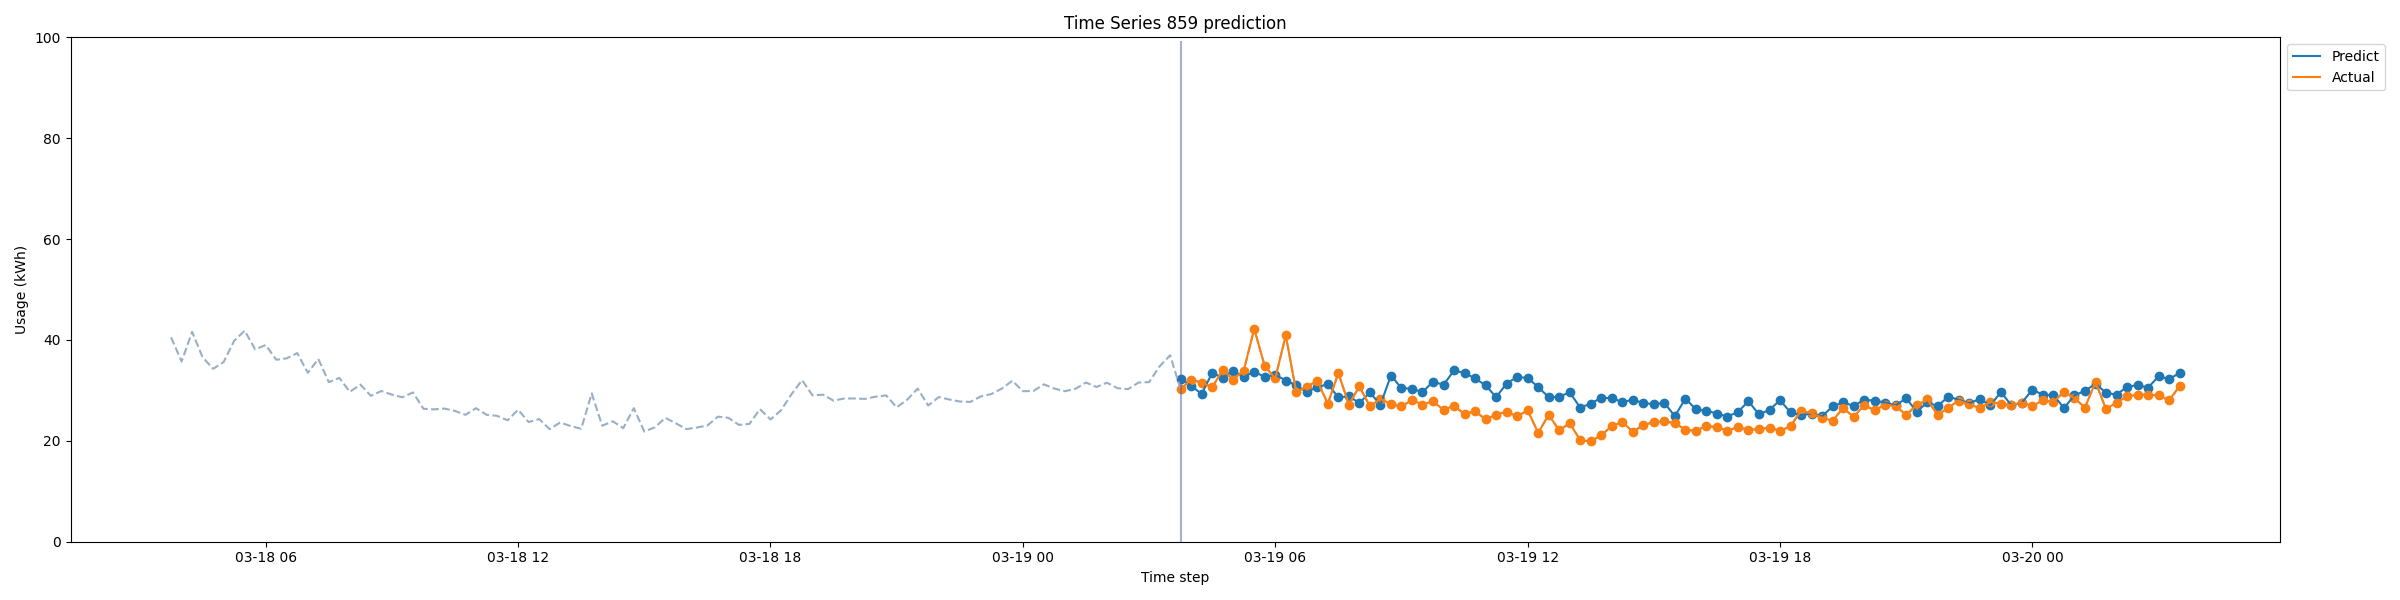 Time Series 859 prediction
Predict
Actual
Usage (kWh)
100
80
60
40
20
0
03-18 06
03-18 12
03-18 18
03-19 00
03-19 06
03-19 12
03-19 18
03-20 00
Time step